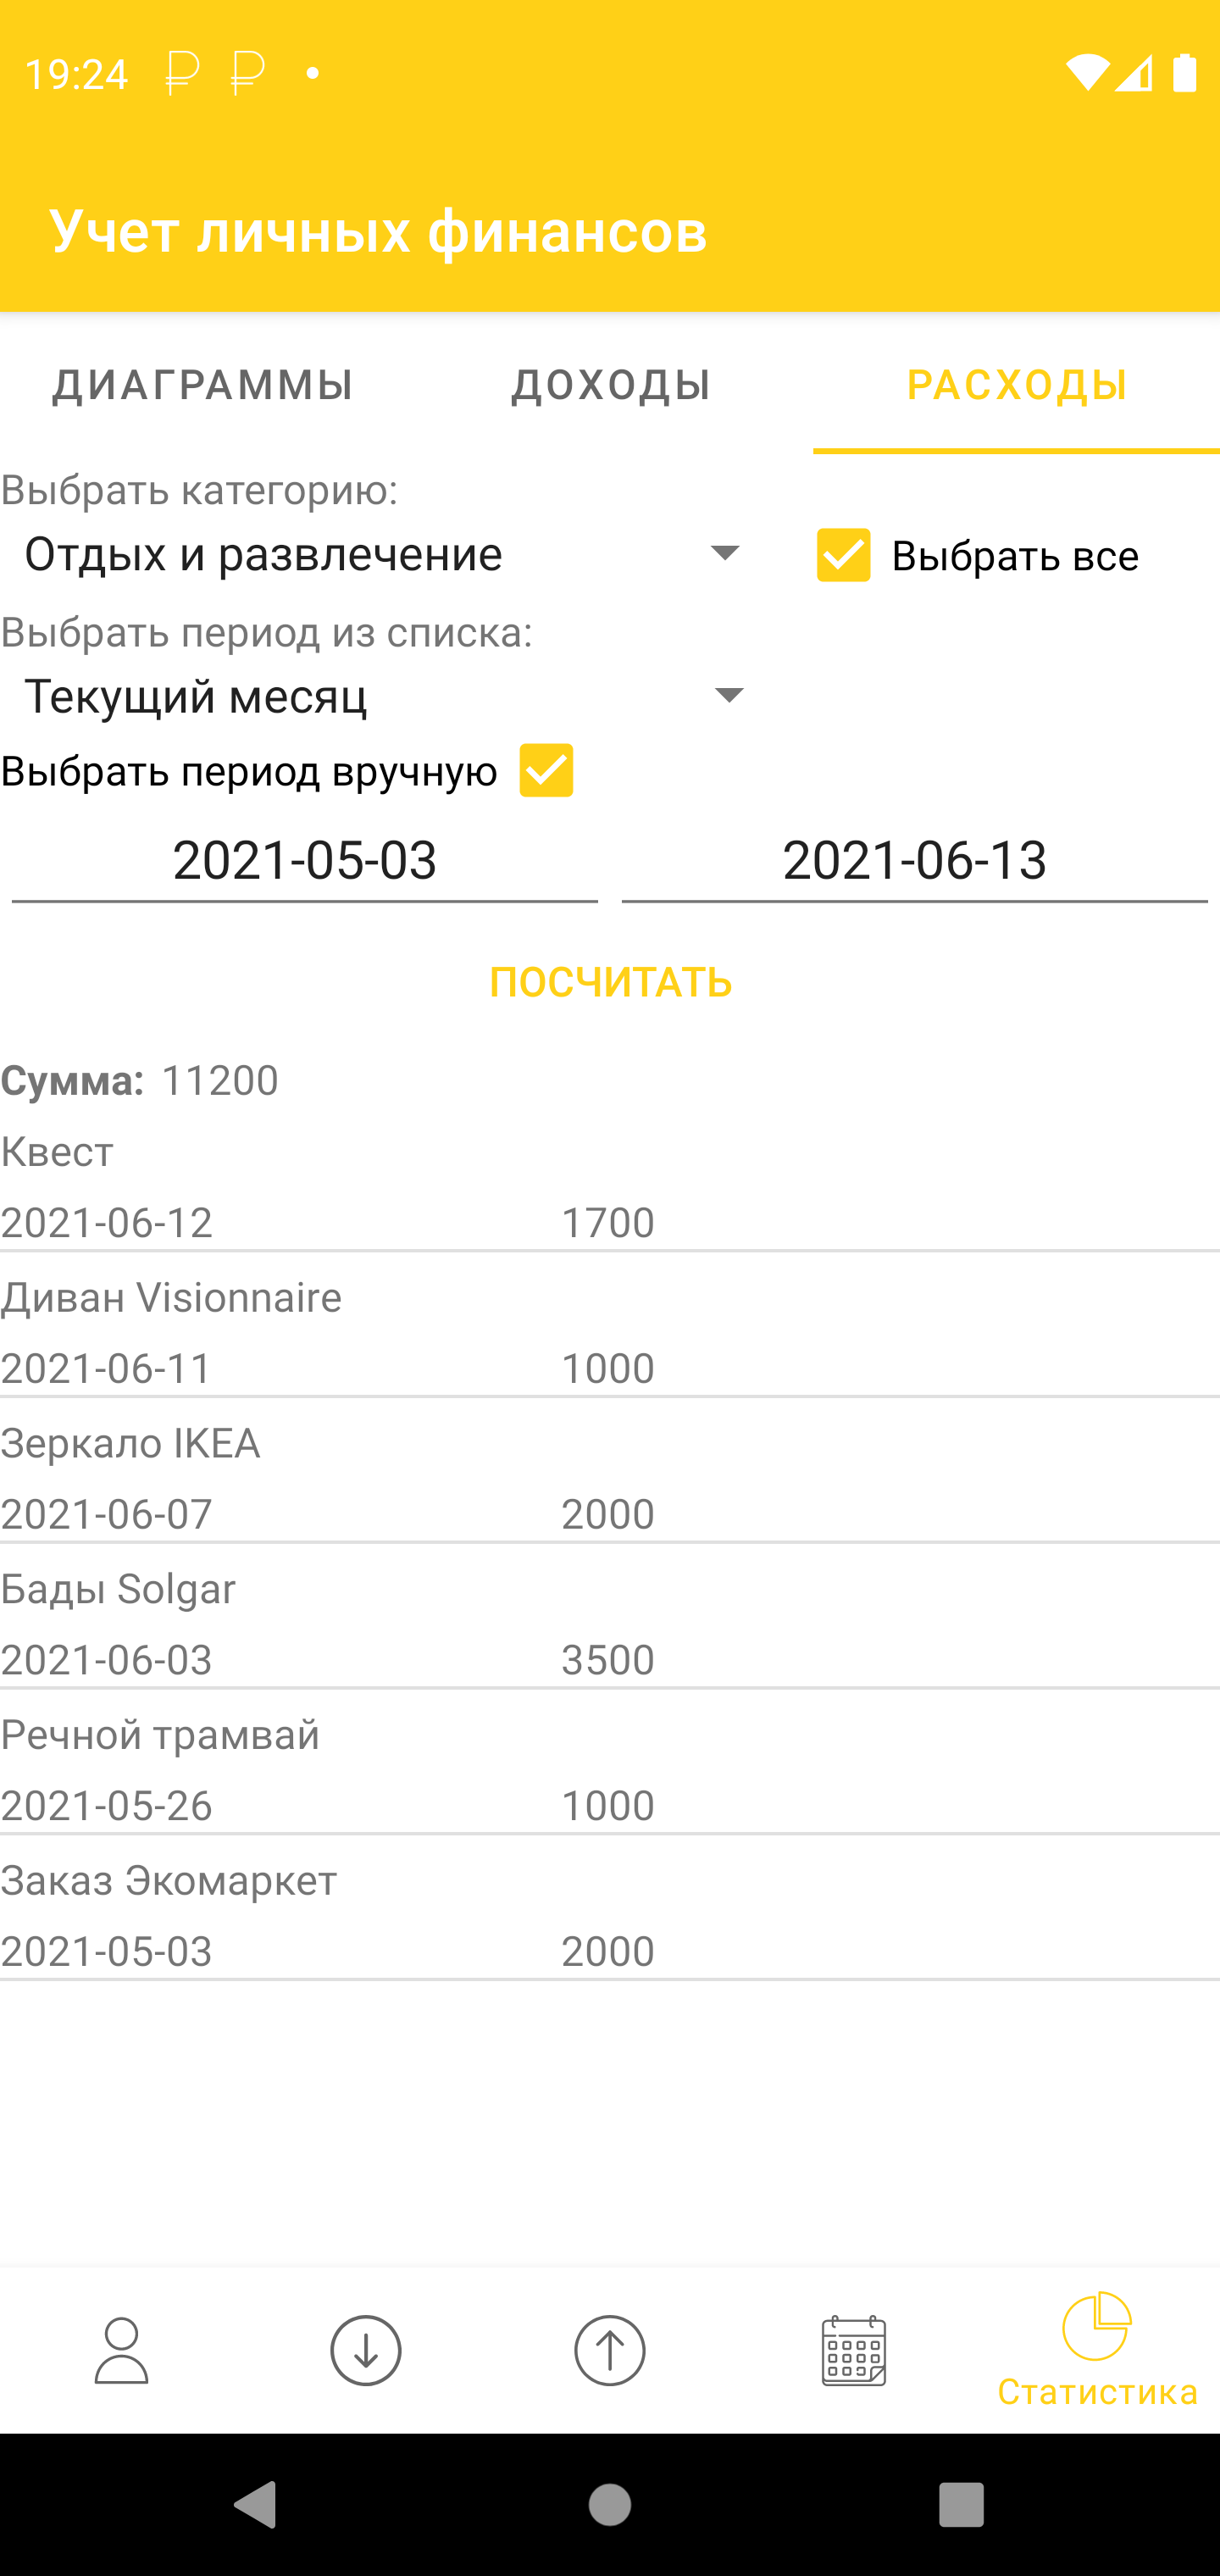 19:24 ₽ ₽ •
Учет личных финансов
ДИАГРАММЫ ДОХОДЫ РАСХОДЫ
Выбрать категорию:
Отдых и развлечение Выбрать все
Выбрать период из списка:
Текущий месяц
Выбрать период вручную
2021-05-03 2021-06-13
ПОСЧИТАТЬ
Сумма: 11200
Квест
2021-06-12 1700
Диван Visionnaire
2021-06-11 1000
Зеркало IKEA
2021-06-07 2000
Бады Solgar
2021-06-03 3500
Речной трамвай
2021-05-26 1000
Заказ Экомаркет
2021-05-03 2000
Статистика